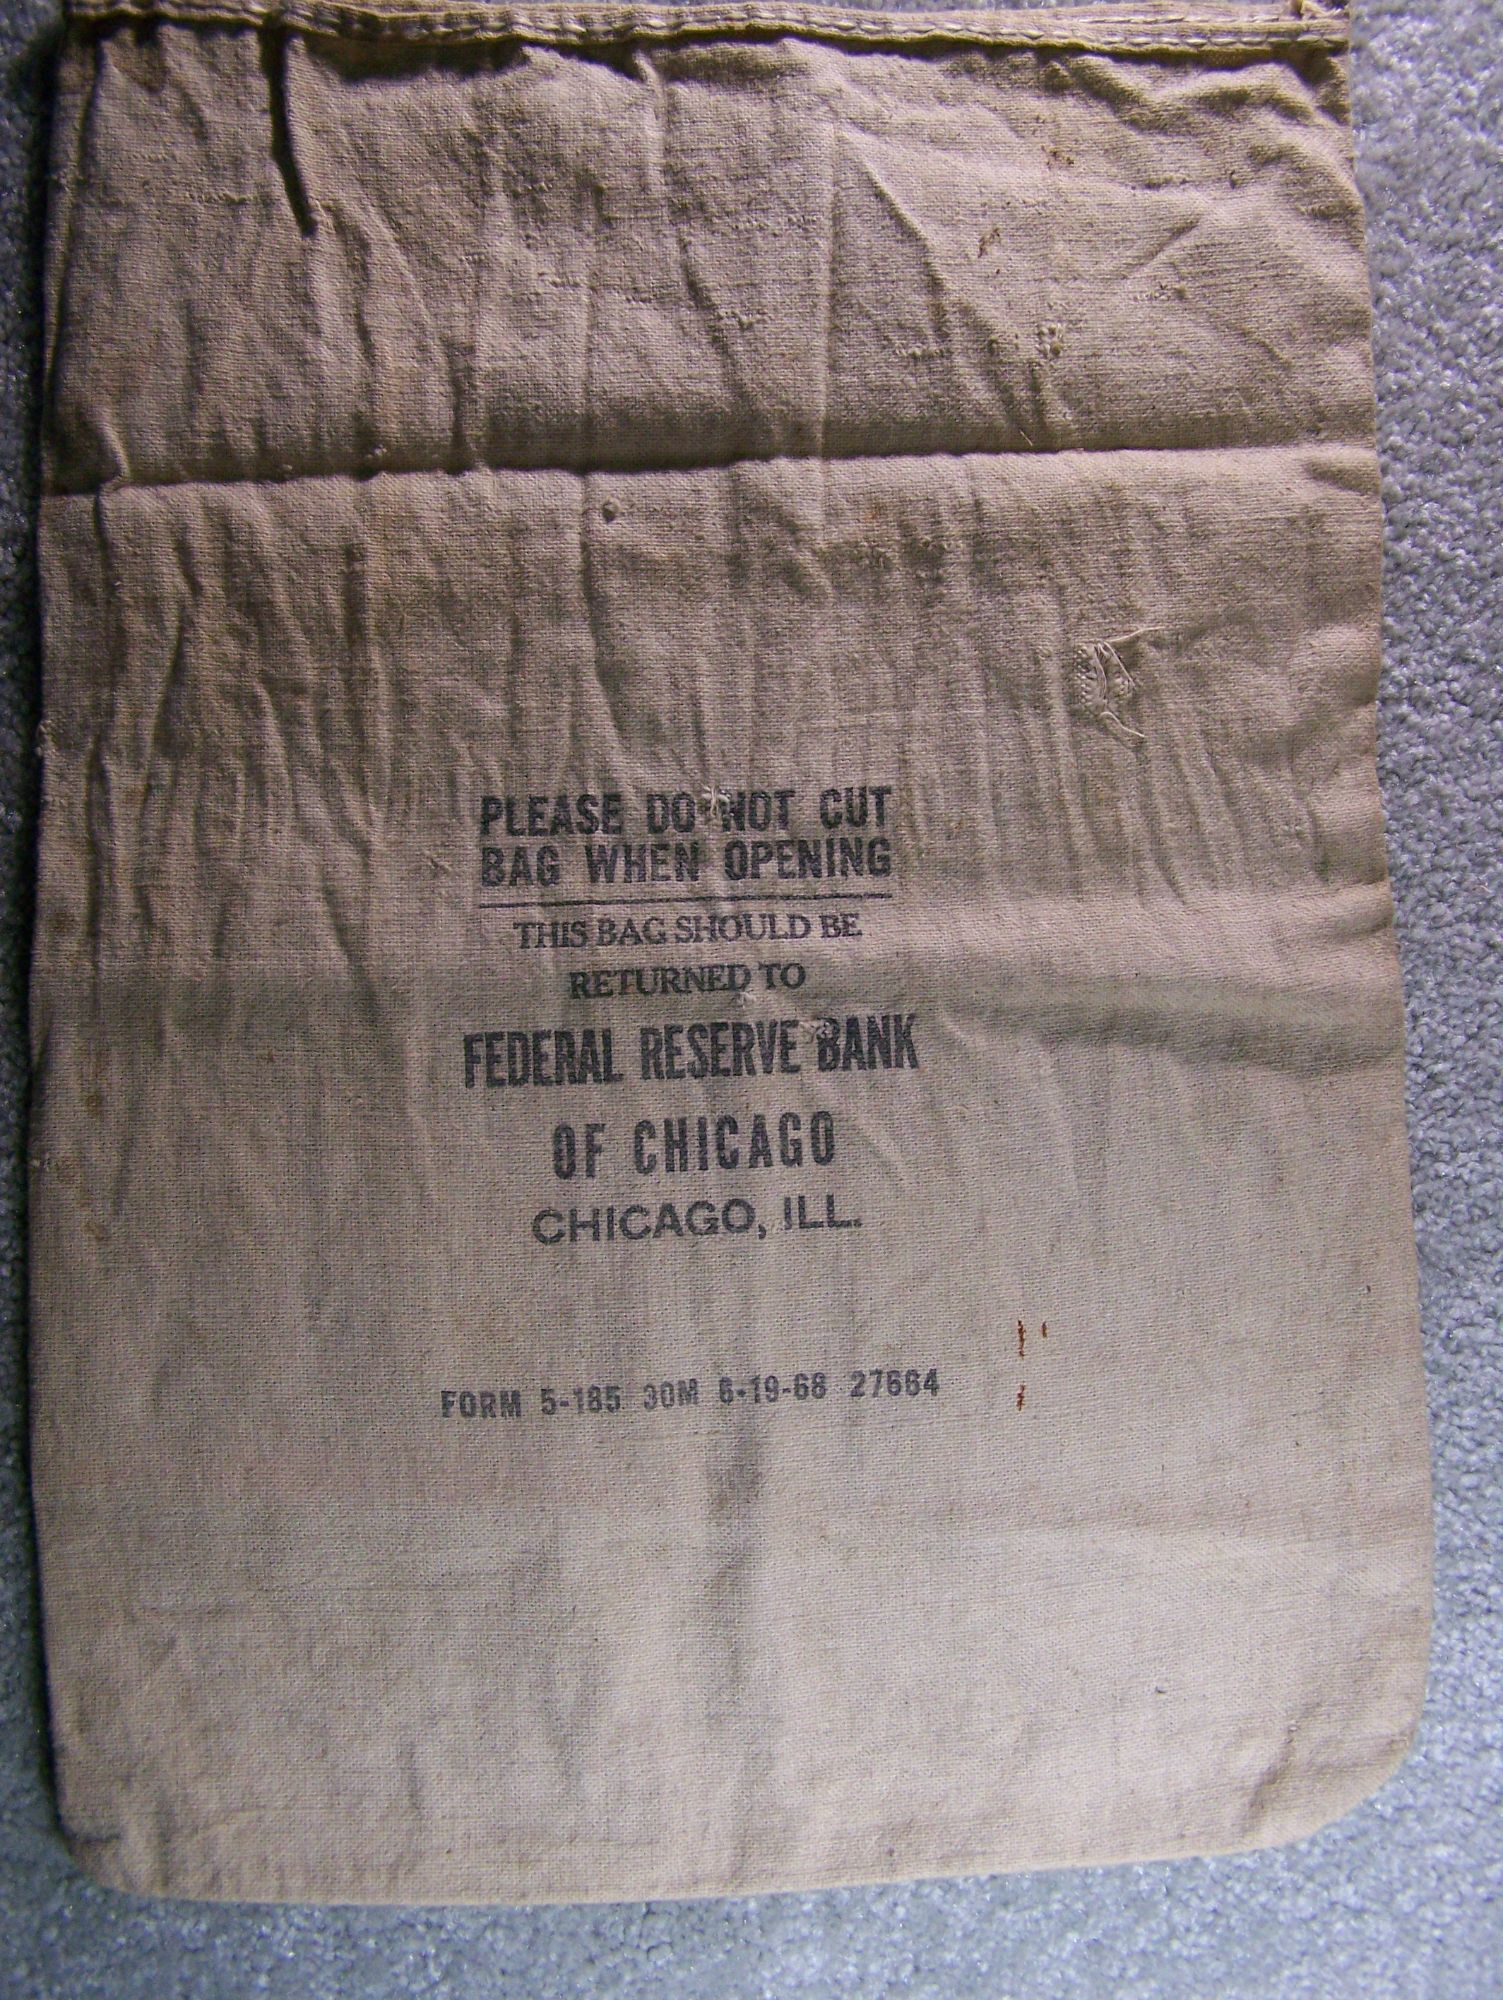 PLEASE DO NOT CUT
BAG WHEN OPENING
THIS BAG SHOULD BE
RETURNED TO
FEDERAL RESERVE BANK
OF CHICAGO
CHICAGO, ILL.
FORM 5-185 30M 6-19-68 27664